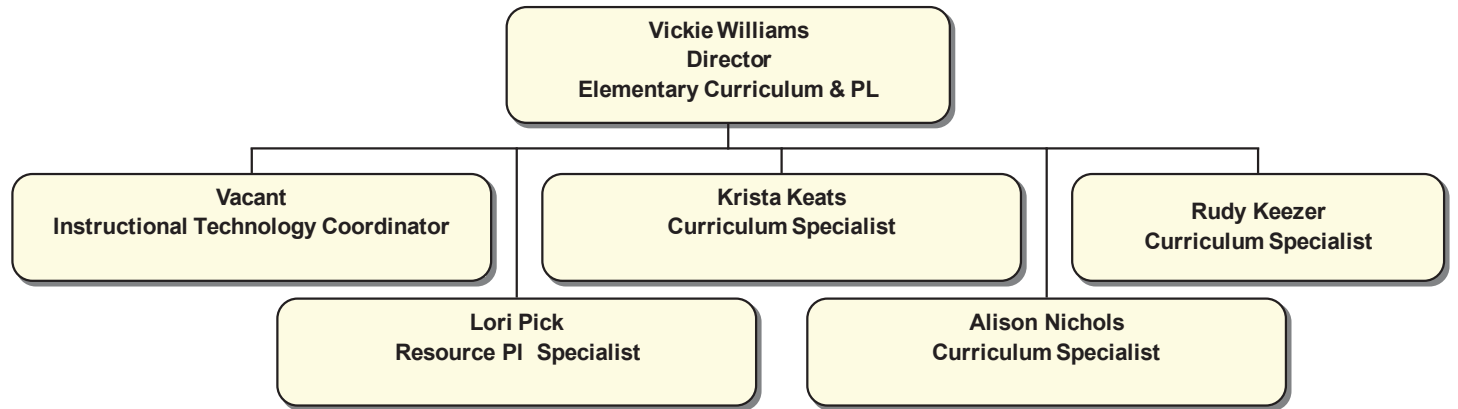 Vickie Williams
Director
Elementary Curriculum & PL
Vacant
Instructional Technology Coordinator
Krista Keats
Curriculum Specialist
Rudy Keezer
Curriculum Specialist
Lori Pick
Resource PI Specialist
Alison Nichols
Curriculum Specialist